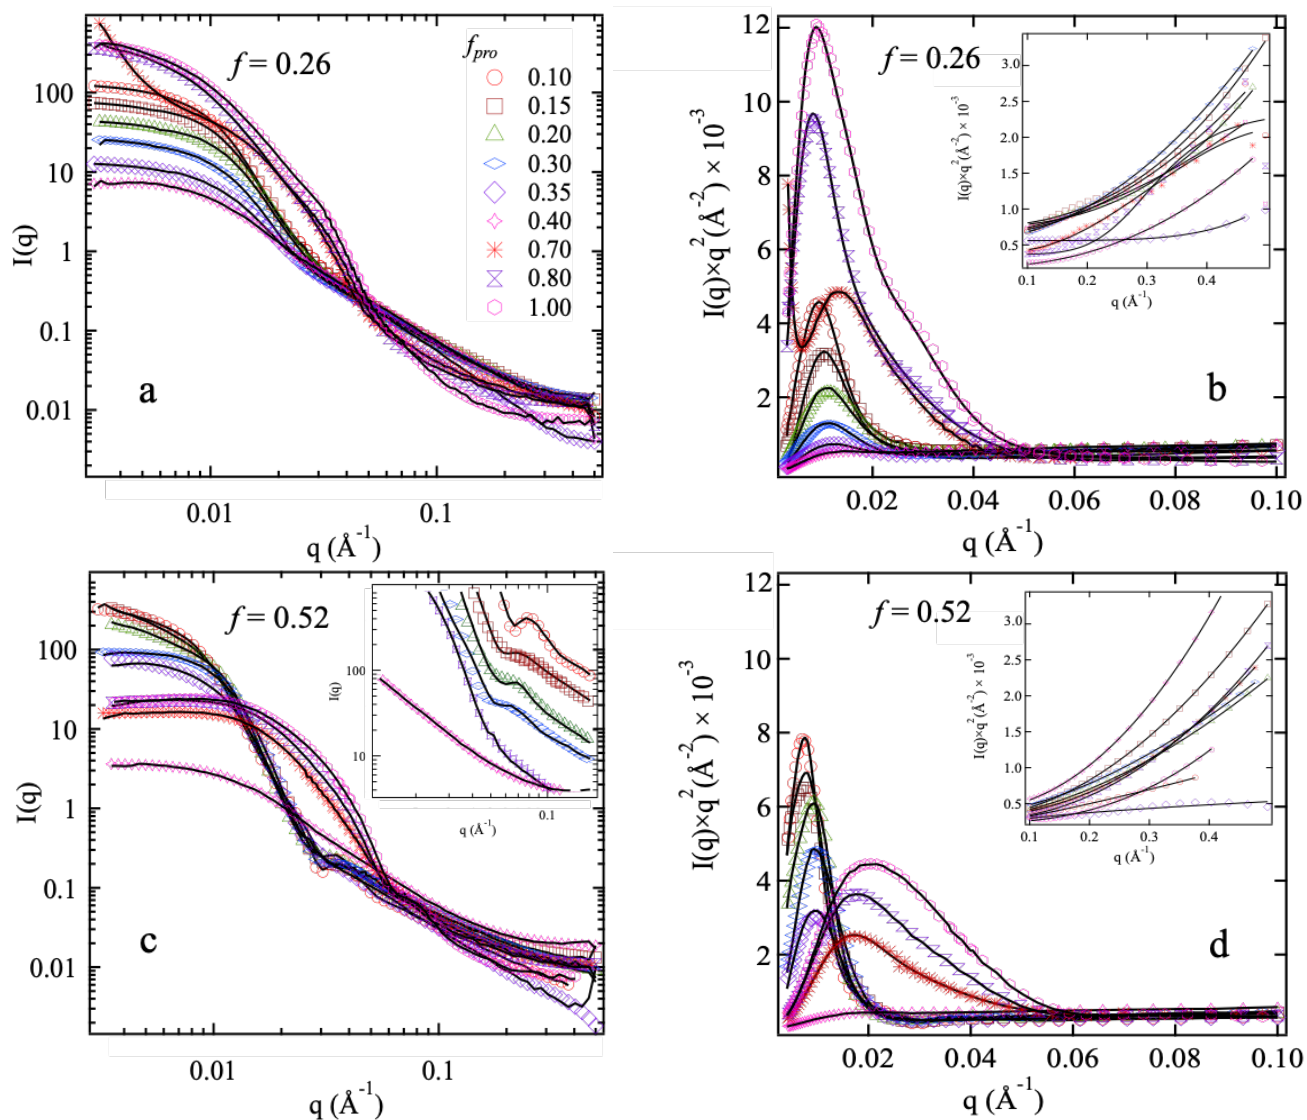 f = 0.26
f_pro
0.10
0.15
0.20
0.30
0.35
0.40
0.70
0.80
1.00
100
10
1
0.1
0.01
I(q)
a
0.01 0.1
q (Å⁻¹)
f = 0.26
12
10
8
6
4
2
I(q)×q² (Å⁻²) × 10⁻³
3.0
2.5
2.0
1.5
1.0
0.5
I(q)×q² (Å⁻²) × 10⁻³
0.1 0.2 0.3 0.4
q (Å⁻¹)
b
0.02 0.04 0.06 0.08 0.10
q (Å⁻¹)
f = 0.52
100
10
1
0.1
0.01
I(q)
100
10
I(q)
0.1
q (Å⁻¹)
c
0.01 0.1
q (Å⁻¹)
f = 0.52
12
10
8
6
4
2
I(q)×q² (Å⁻²) × 10⁻³
3.0
2.5
2.0
1.5
1.0
0.5
I(q)×q² (Å⁻²) × 10⁻³
0.1 0.2 0.3 0.4
q (Å⁻¹)
d
0.02 0.04 0.06 0.08 0.10
q (Å⁻¹)